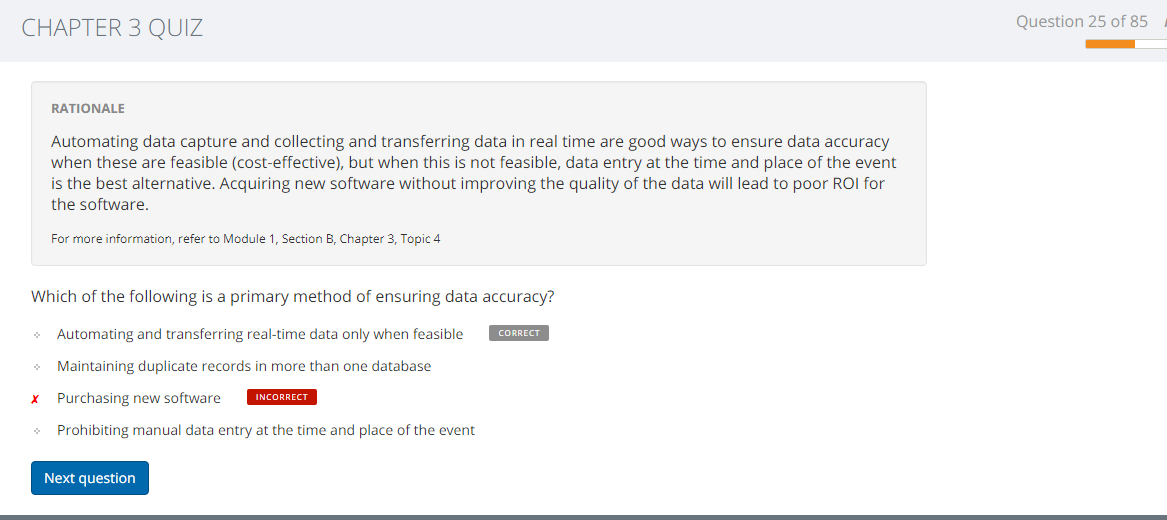 CHAPTER 3 QUIZ
Question 25 of 85
RATIONALE
Automating data capture and collecting and transferring data in real time are good ways to ensure data accuracy
when these are feasible (cost-effective), but when this is not feasible, data entry at the time and place of the event
is the best alternative. Acquiring new software without improving the quality of the data will lead to poor ROI for
the software.
For more information, refer to Module 1, Section B, Chapter 3, Topic 4
Which of the following is a primary method of ensuring data accuracy?
Automating and transferring real-time data only when feasible CORRECT
Maintaining duplicate records in more than one database
✗ Purchasing new software INCORRECT
Prohibiting manual data entry at the time and place of the event
Next question